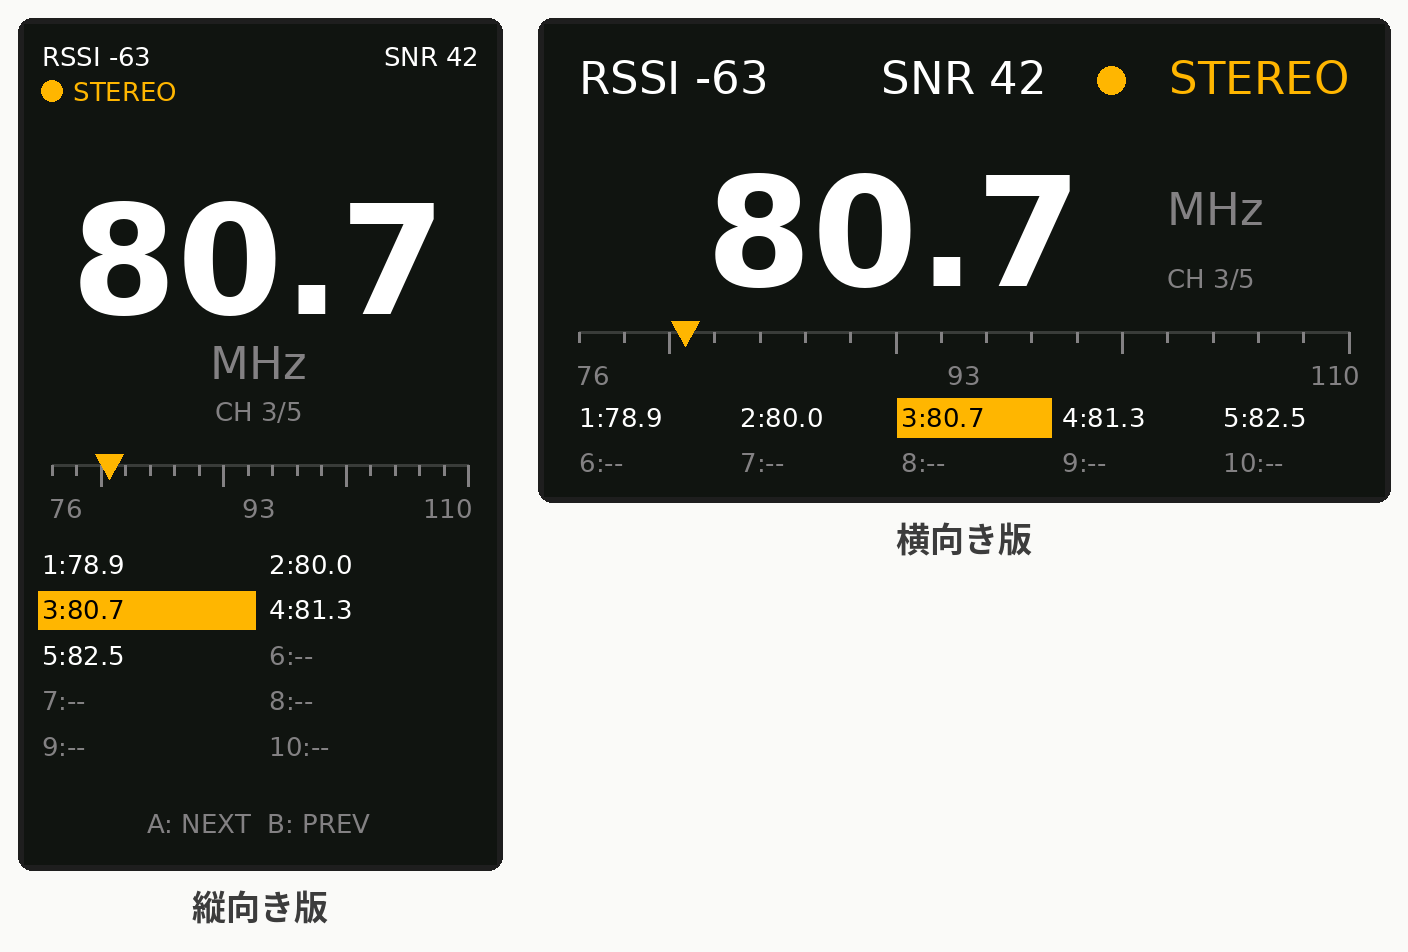 RSSI -63 SNR 42
STEREO
80.7
MHz
CH 3/5
76 93 110
1:78.9 2:80.0
3:80.7 4:81.3
5:82.5 6:--
7:-- 8:--
9:-- 10:--
A: NEXT B: PREV
縦向き版
RSSI -63 SNR 42 STEREO
80.7 MHz
CH 3/5
76 93 110
1:78.9 2:80.0 3:80.7 4:81.3 5:82.5
6:-- 7:-- 8:-- 9:-- 10:--
横向き版